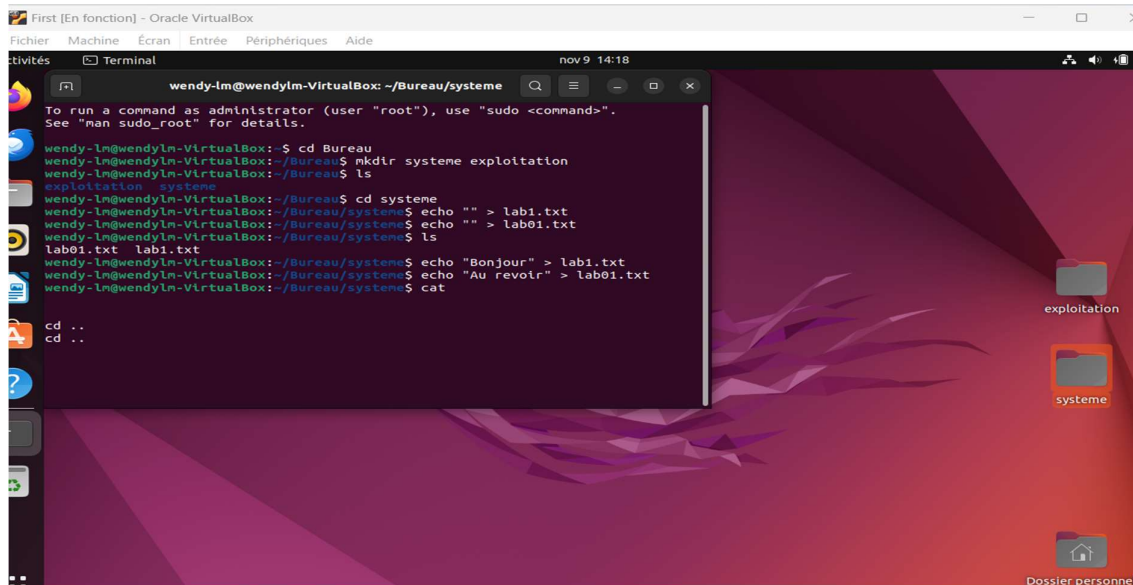 First [En fonction] - Oracle VirtualBox
Fichier Machine Écran Entrée Périphériques Aide
ctivités Terminal nov 9 14:18
wendy-lm@wendylm-VirtualBox: ~/Bureau/systeme
To run a command as administrator (user "root"), use "sudo <command>".
See "man sudo_root" for details.
wendy-lm@wendylm-VirtualBox:~$ cd Bureau
wendy-lm@wendylm-VirtualBox:~/Bureau$ mkdir systeme exploitation
wendy-lm@wendylm-VirtualBox:~/Bureau$ ls
exploitation systeme
wendy-lm@wendylm-VirtualBox:~/Bureau$ cd systeme
wendy-lm@wendylm-VirtualBox:~/Bureau/systeme$ echo "" > lab1.txt
wendy-lm@wendylm-VirtualBox:~/Bureau/systeme$ echo "" > lab01.txt
wendy-lm@wendylm-VirtualBox:~/Bureau/systeme$ ls
lab01.txt lab1.txt
wendy-lm@wendylm-VirtualBox:~/Bureau/systeme$ echo "Bonjour" > lab1.txt
wendy-lm@wendylm-VirtualBox:~/Bureau/systeme$ echo "Au revoir" > lab01.txt
wendy-lm@wendylm-VirtualBox:~/Bureau/systeme$ cat
cd ..
cd ..
exploitation
systeme
Dossier personne